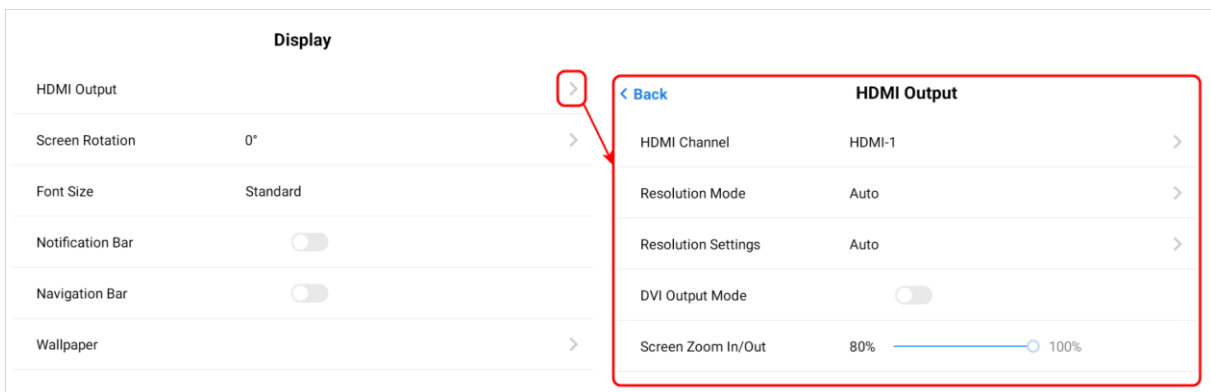 Display
HDMI Output
Screen Rotation 0°
Font Size Standard
Notification Bar
Navigation Bar
Wallpaper
< Back HDMI Output
HDMI Channel HDMI-1
Resolution Mode Auto
Resolution Settings Auto
DVI Output Mode
Screen Zoom In/Out 80% 100%